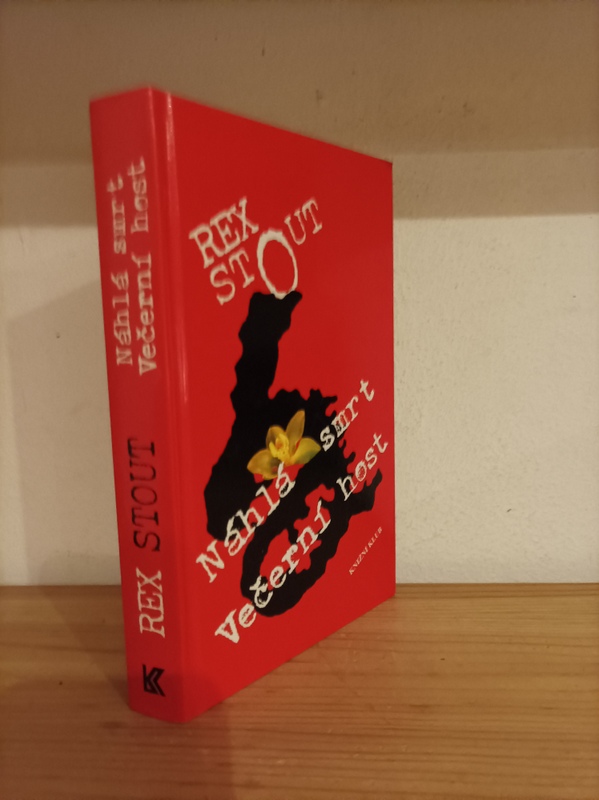 Náhlá smrt
Večerní host
REX STOUT
REX
STOUT
Náhlá smrt
Večerní host
KNIŽNÍ KLUB